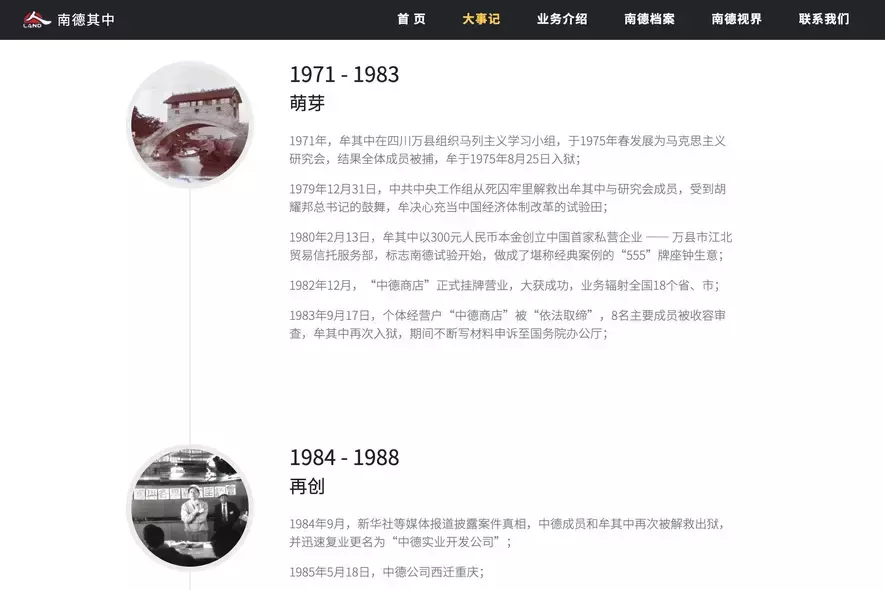 LAND 南德其中 首 页 大事记 业务介绍 南德档案 南德视界 联系我们
1971 - 1983
萌芽
1971年，牟其中在四川万县组织马列主义学习小组，于1975年春发展为马克思主义
研究会，结果全体成员被捕，牟于1975年8月25日入狱；
1979年12月31日，中共中央工作组从死囚牢里解救出牟其中与研究会成员，受到胡
耀邦总书记的鼓舞，牟决心充当中国经济体制改革的试验田；
1980年2月13日，牟其中以300元人民币本金创立中国首家私营企业 —— 万县市江北
贸易信托服务部，标志南德试验开始，做成了堪称经典案例的“555”牌座钟生意；
1982年12月，“中德商店”正式挂牌营业，大获成功，业务辐射全国18个省、市；
1983年9月17日，个体经营户“中德商店”被“依法取缔”，8名主要成员被收容审
查，牟其中再次入狱，期间不断写材料申诉至国务院办公厅；
1984 - 1988
再创
1984年9月，新华社等媒体报道披露案件真相，中德成员和牟其中再次被解救出狱，
并迅速复业更名为“中德实业开发公司”；
1985年5月18日，中德公司西迁重庆；